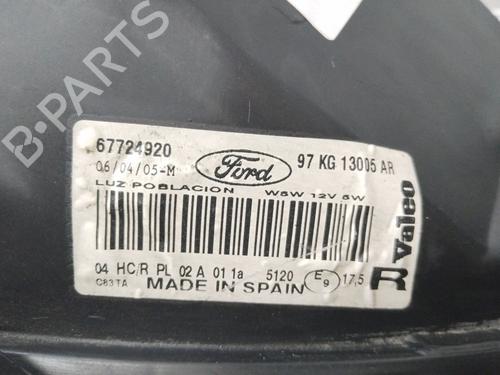 67724920
06/04/05-M
Ford
97 KG 13005 AR
LUZ POBLACION W5W 12V 5W
Valeo
04 HC/R PL 02 A 01 1a 5120 E9 17,5 R
C83TA
MADE IN SPAIN
B-PARTS